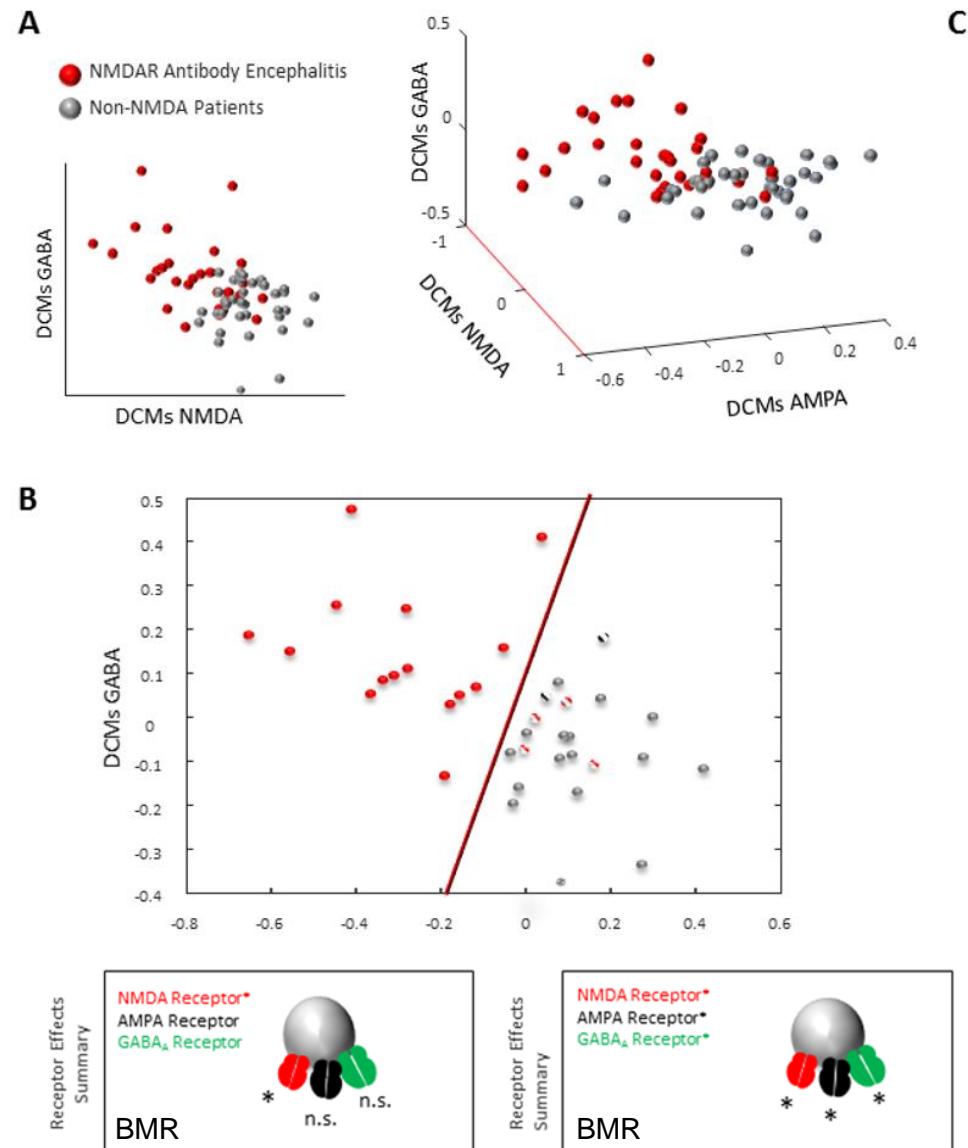 A
C
NMDAR Antibody Encephalitis
Non-NMDA Patients
DCMs GABA
DCMs NMDA
0.5
0
-0.5
DCMs GABA
-1
0
1
DCMs NMDA
-0.6
-0.4
-0.2
0
0.2
0.4
DCMs AMPA
B
0.5
0.4
0.3
0.2
0.1
0
-0.1
-0.2
-0.3
-0.4
DCMs GABA
-0.8
-0.6
-0.4
-0.2
0
0.2
0.4
0.6
Receptor Effects
Summary
NMDA Receptor*
AMPA Receptor
GABAA Receptor
*
n.s.
n.s.
BMR
Receptor Effects
Summary
NMDA Receptor*
AMPA Receptor*
GABAA Receptor*
*
*
*
BMR